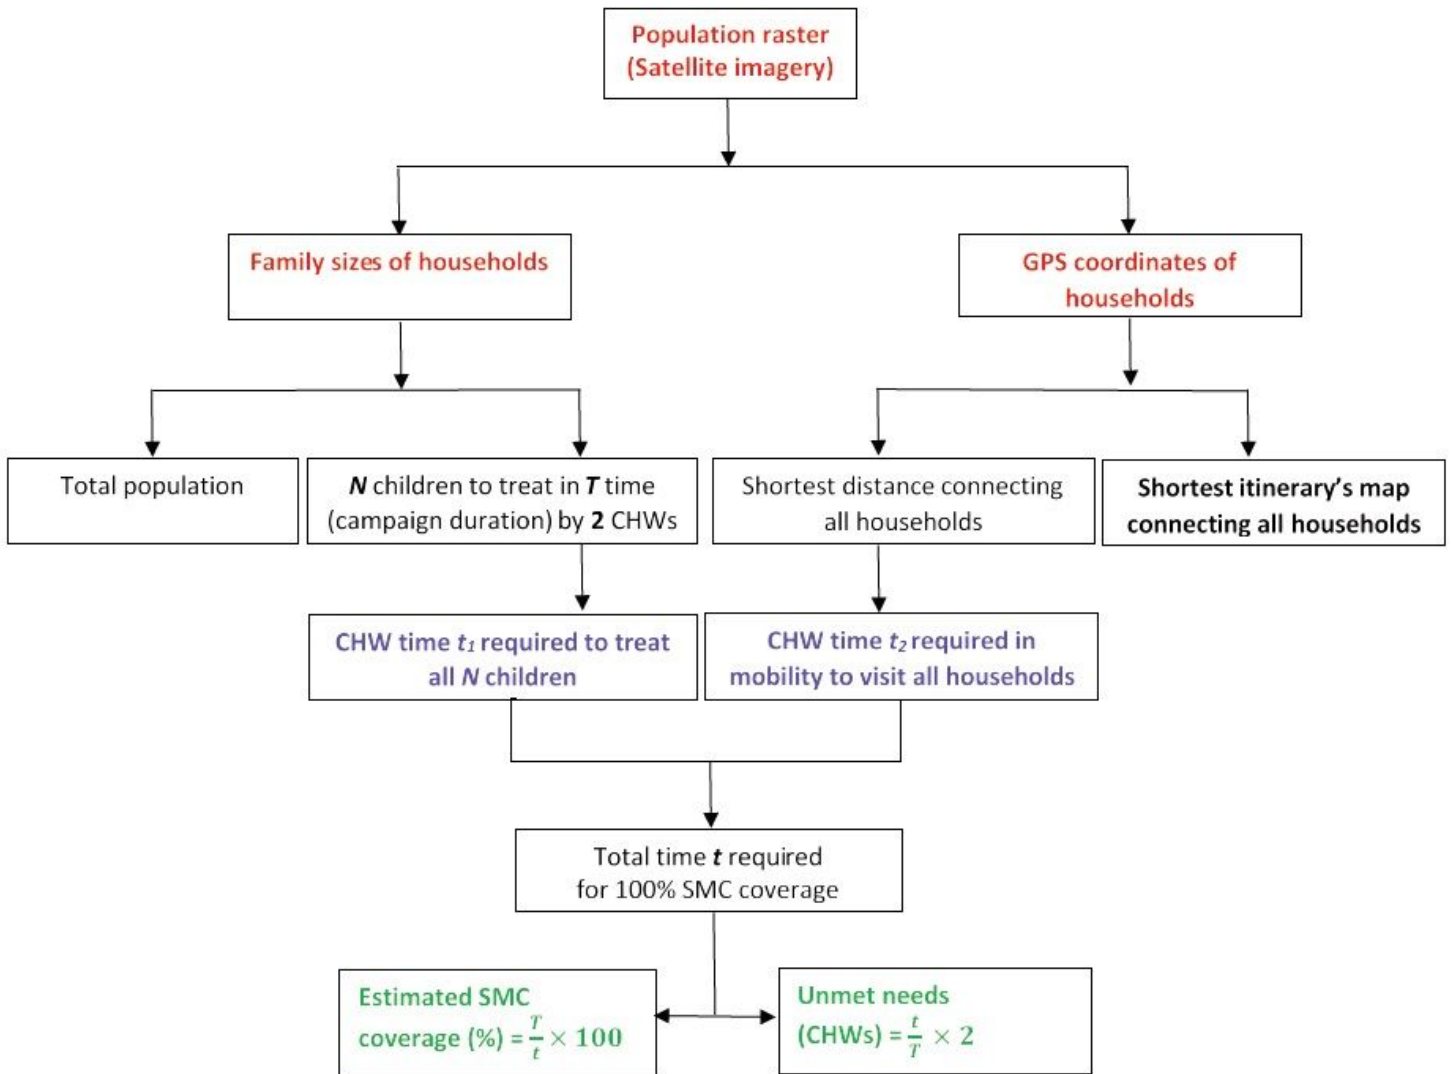 Population raster
(Satellite imagery)
Family sizes of households
GPS coordinates of
households
Total population
N children to treat in T time
(campaign duration) by 2 CHWs
Shortest distance connecting
all households
Shortest itinerary’s map
connecting all households
CHW time t₁ required to treat
all N children
CHW time t₂ required in
mobility to visit all households
Total time t required
for 100% SMC coverage
Estimated SMC
coverage (%) = T/t × 100
Unmet needs
(CHWs) = t/T × 2